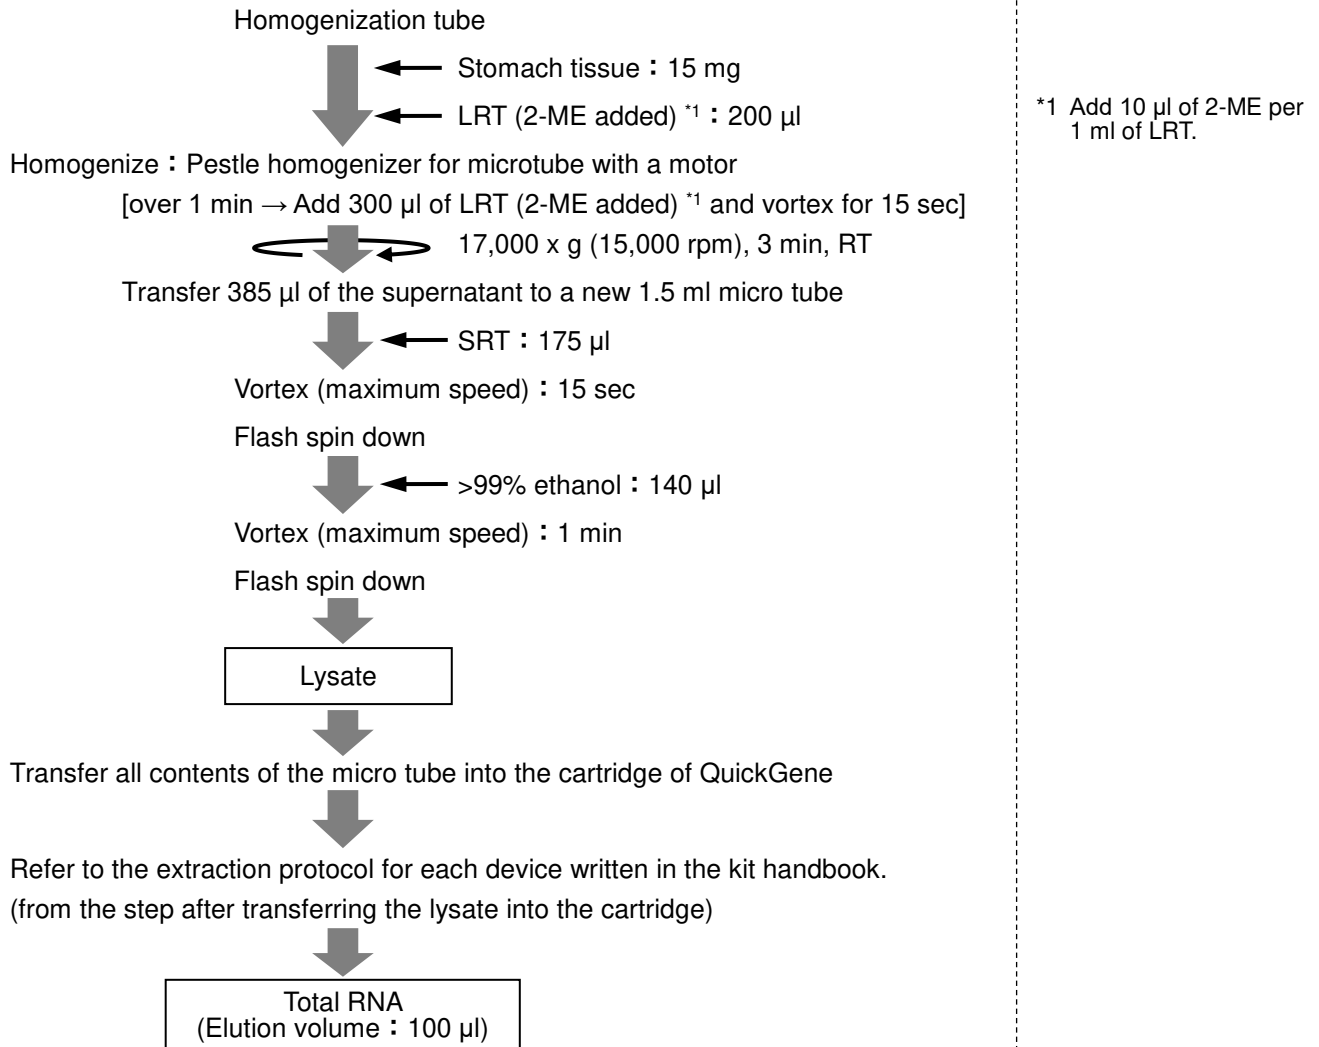 Homogenization tube
Stomach tissue：15 mg
LRT (2-ME added) *1：200 µl
*1 Add 10 µl of 2-ME per
1 ml of LRT.
Homogenize：Pestle homogenizer for microtube with a motor
[over 1 min → Add 300 µl of LRT (2-ME added) *1 and vortex for 15 sec]
17,000 x g (15,000 rpm), 3 min, RT
Transfer 385 µl of the supernatant to a new 1.5 ml micro tube
SRT：175 µl
Vortex (maximum speed)：15 sec
Flash spin down
>99% ethanol：140 µl
Vortex (maximum speed)：1 min
Flash spin down
Lysate
Transfer all contents of the micro tube into the cartridge of QuickGene
Refer to the extraction protocol for each device written in the kit handbook.
(from the step after transferring the lysate into the cartridge)
Total RNA
(Elution volume：100 µl)